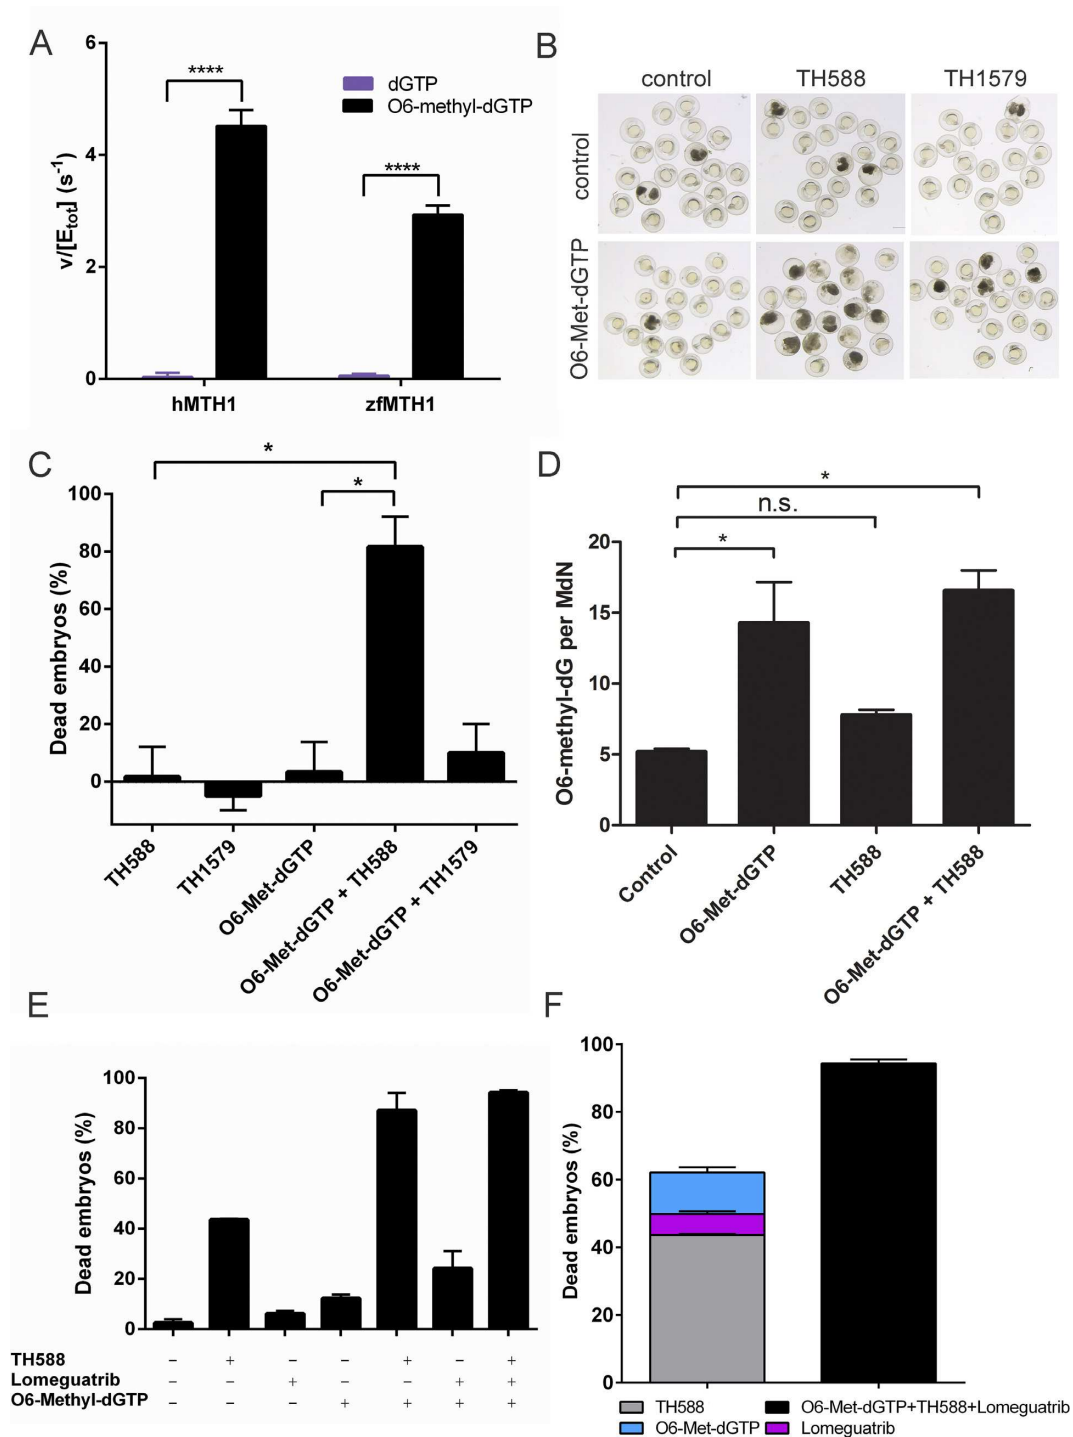 A
6
4
2
0
v/[Etot] (s-1)
****
****
dGTP
O6-methyl-dGTP
hMTH1
zfMTH1
B
control
TH588
TH1579
control
O6-Met-dGTP
C
*
*
100
80
60
40
20
0
Dead embryos (%)
TH588
TH1579
O6-Met-dGTP
O6-Met-dGTP + TH588
O6-Met-dGTP + TH1579
D
*
n.s.
*
20
15
10
5
0
O6-methyl-dG per MdN
Control
O6-Met-dGTP
TH588
O6-Met-dGTP + TH588
E
100
80
60
40
20
0
Dead embryos (%)
TH588 − + − − + − +
Lomeguatrib − − + − − + +
O6-Methyl-dGTP − − − + + + +
F
100
80
60
40
20
0
Dead embryos (%)
TH588
O6-Met-dGTP+TH588+Lomeguatrib
O6-Met-dGTP
Lomeguatrib